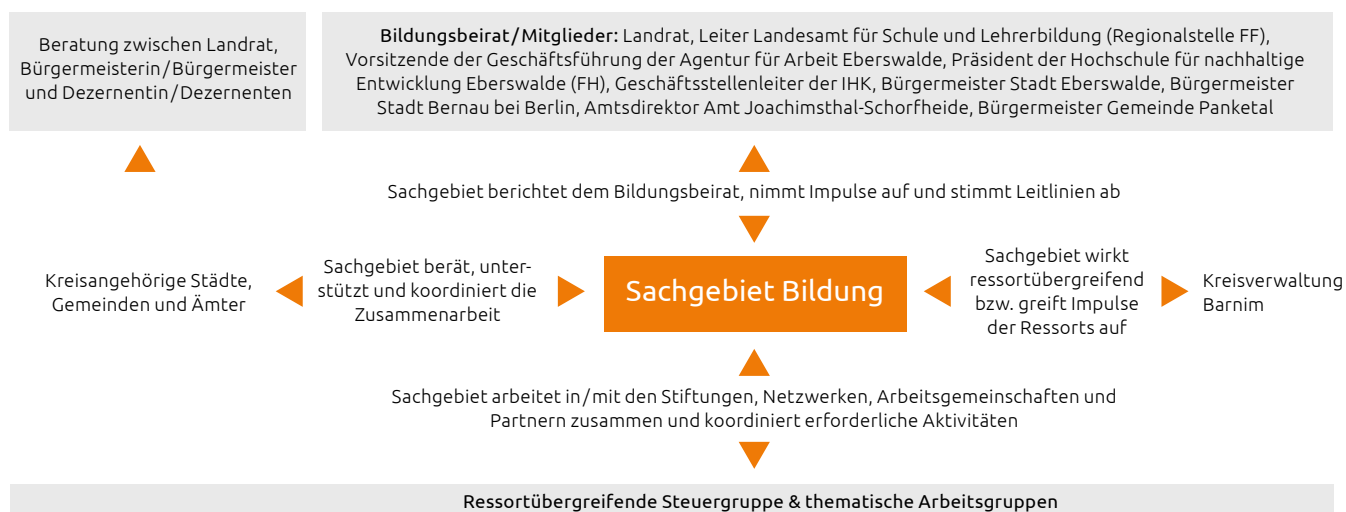 Beratung zwischen Landrat,
Bürgermeisterin/Bürgermeister
und Dezernentin/Dezernenten
Bildungsbeirat/Mitglieder: Landrat, Leiter Landesamt für Schule und Lehrerbildung (Regionalstelle FF),
Vorsitzende der Geschäftsführung der Agentur für Arbeit Eberswalde, Präsident der Hochschule für nachhaltige
Entwicklung Eberswalde (FH), Geschäftsstellenleiter der IHK, Bürgermeister Stadt Eberswalde, Bürgermeister
Stadt Bernau bei Berlin, Amtsdirektor Amt Joachimsthal-Schorfheide, Bürgermeister Gemeinde Panketal
Sachgebiet berichtet dem Bildungsbeirat, nimmt Impulse auf und stimmt Leitlinien ab
Kreisangehörige Städte,
Gemeinden und Ämter
Sachgebiet berät, unter-
stützt und koordiniert die
Zusammenarbeit
Sachgebiet Bildung
Sachgebiet wirkt
ressortübergreifend
bzw. greift Impulse
der Ressorts auf
Kreisverwaltung
Barnim
Sachgebiet arbeitet in/mit den Stiftungen, Netzwerken, Arbeitsgemeinschaften und
Partnern zusammen und koordiniert erforderliche Aktivitäten
Ressortübergreifende Steuergruppe & thematische Arbeitsgruppen